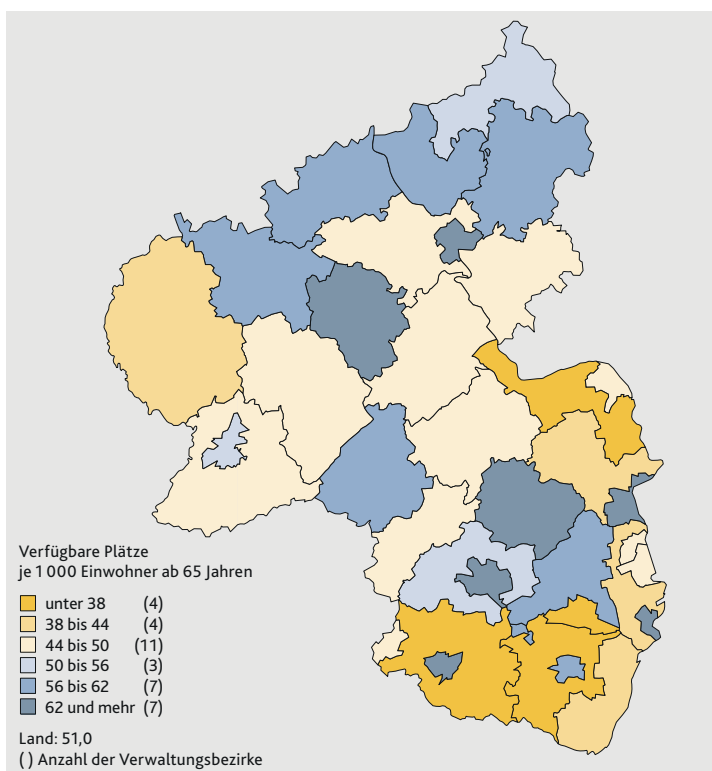 Verfügbare Plätze
je 1 000 Einwohner ab 65 Jahren
unter 38 (4)
38 bis 44 (4)
44 bis 50 (11)
50 bis 56 (3)
56 bis 62 (7)
62 und mehr (7)
Land: 51,0
( ) Anzahl der Verwaltungsbezirke